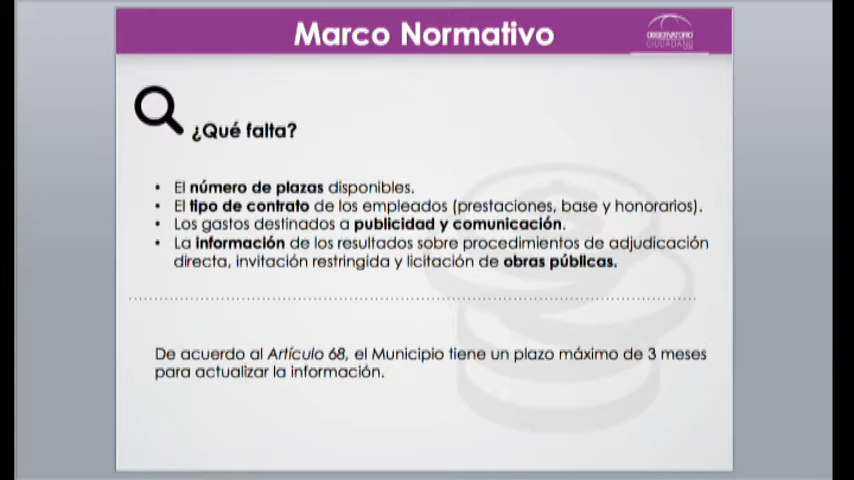 Marco Normativo
OBSERVATORIO
CIUDADANO
¿Qué falta?
• El número de plazas disponibles.
• El tipo de contrato de los empleados (prestaciones, base y honorarios).
• Los gastos destinados a publicidad y comunicación.
• La información de los resultados sobre procedimientos de adjudicación
directa, invitación restringida y licitación de obras públicas.
De acuerdo al Artículo 68, el Municipio tiene un plazo máximo de 3 meses
para actualizar la información.